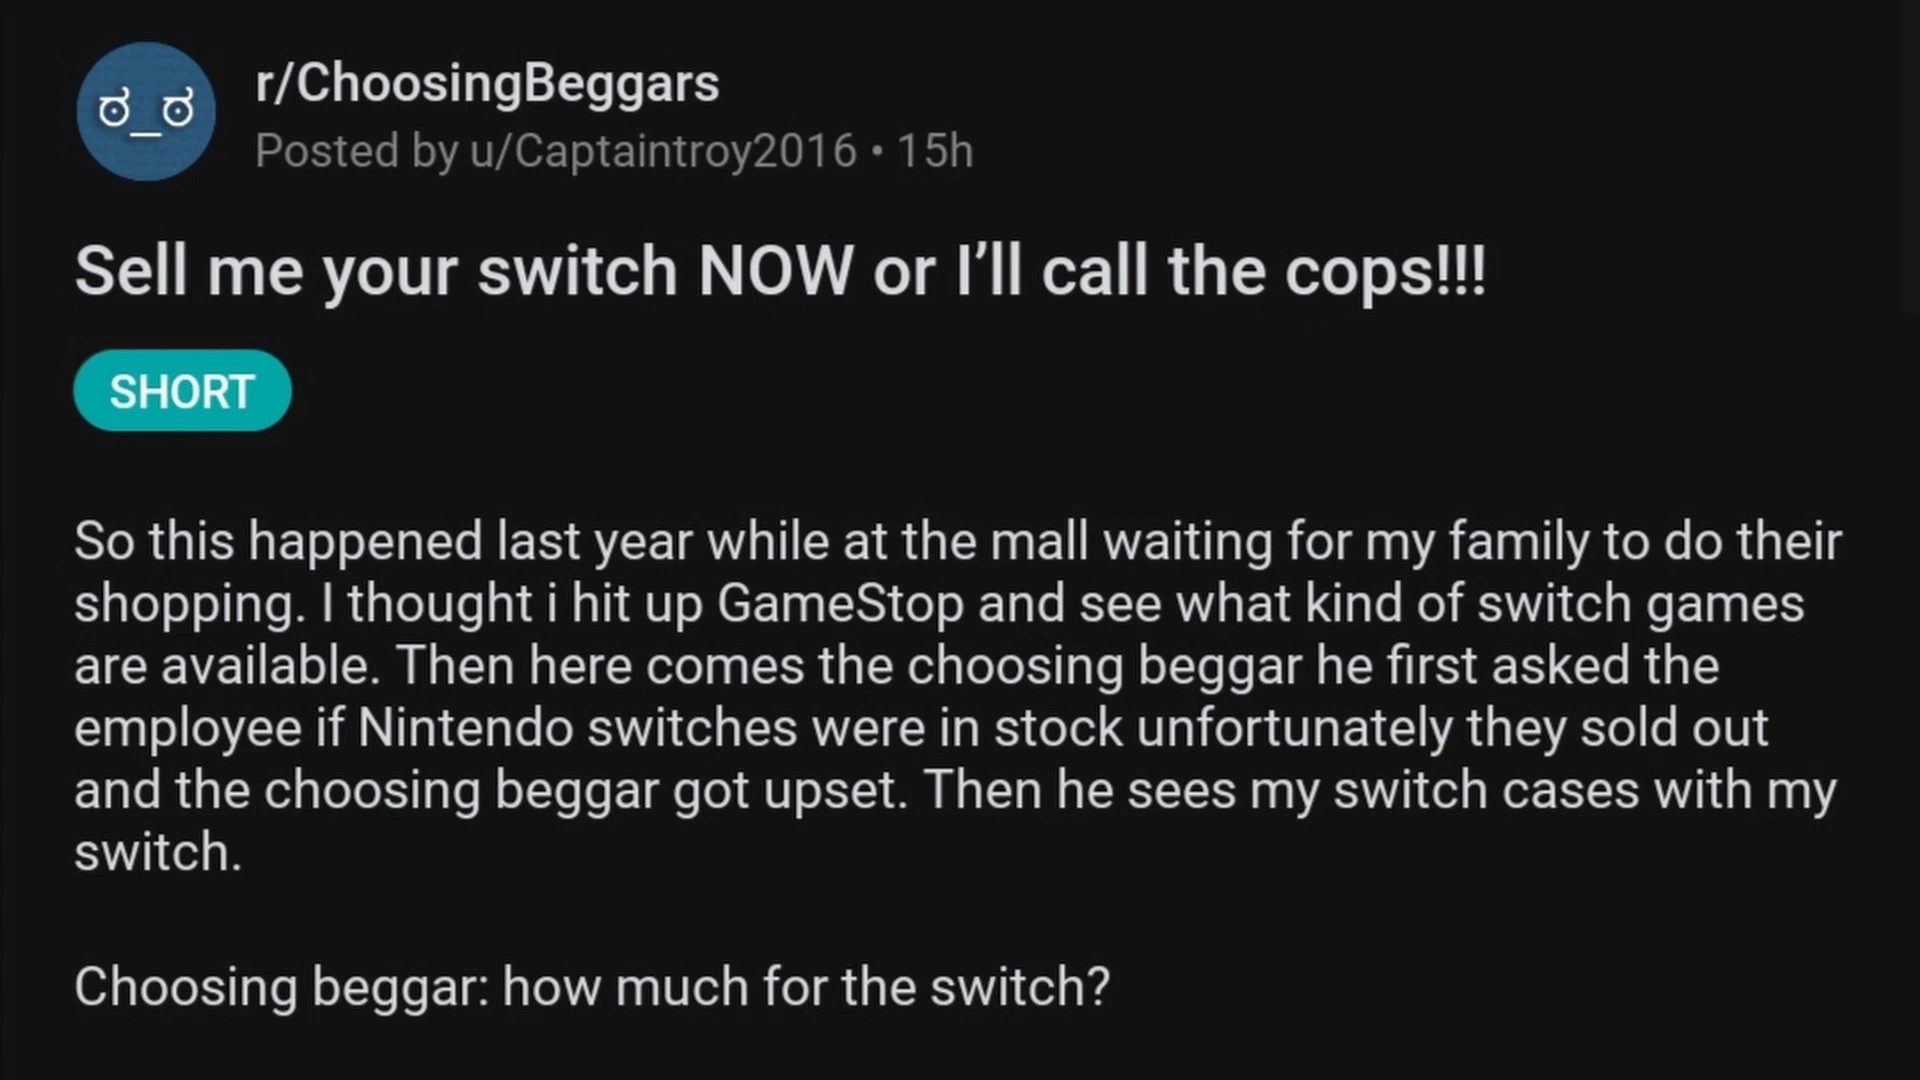 r/ChoosingBeggars
Posted by u/Captaintroy2016 • 15h
Sell me your switch NOW or I’ll call the cops!!!
SHORT
So this happened last year while at the mall waiting for my family to do their
shopping. I thought i hit up GameStop and see what kind of switch games
are available. Then here comes the choosing beggar he first asked the
employee if Nintendo switches were in stock unfortunately they sold out
and the choosing beggar got upset. Then he sees my switch cases with my
switch.
Choosing beggar: how much for the switch?